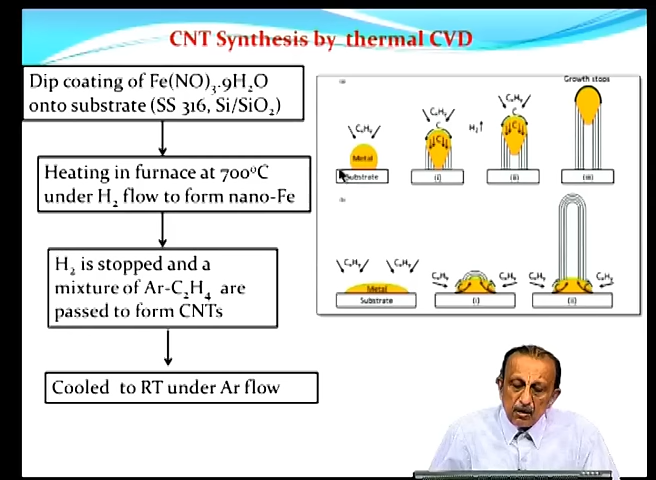 CNT Synthesis by thermal CVD
Dip coating of Fe(NO)₃.9H₂O
onto substrate (SS 316, Si/SiO₂)
Heating in furnace at 700⁰C
under H₂ flow to form nano-Fe
H₂ is stopped and a
mixture of Ar-C₂H₄ are
passed to form CNTs
Cooled to RT under Ar flow
Growth stops
Metal
Substrate
C
H₂↑
C
(i)
(ii)
(iii)
Metal
Substrate
(i)
(ii)